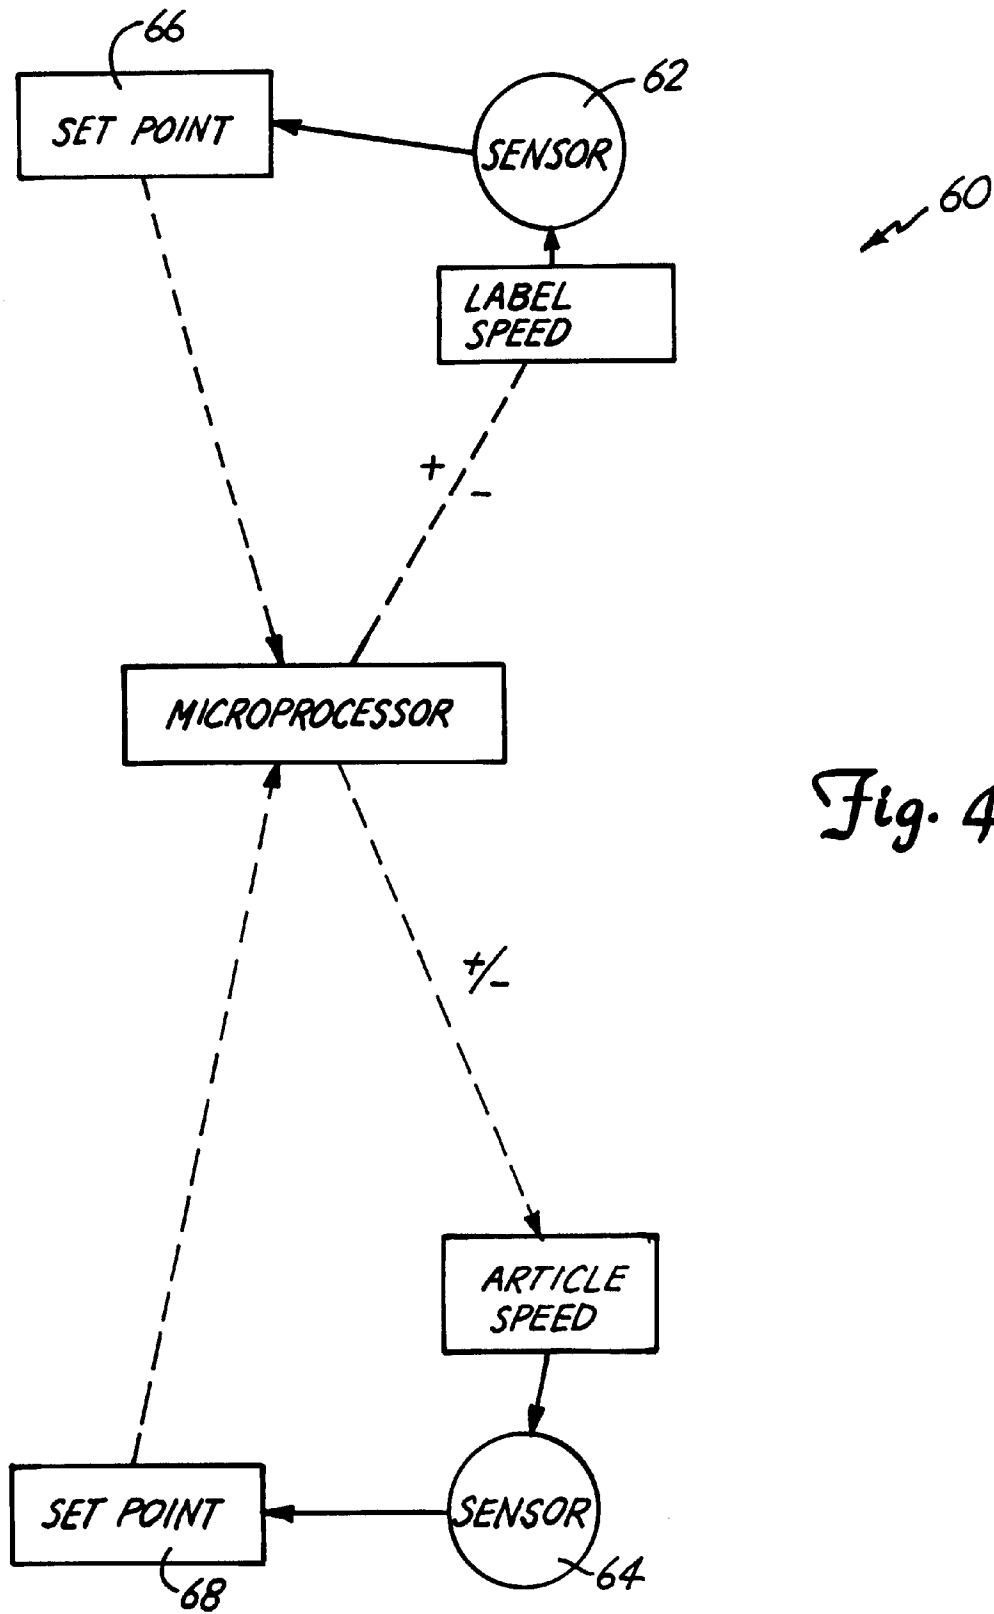 66
SET POINT
62
SENSOR
60
LABEL
SPEED
+
-
MICROPROCESSOR
Fig. 4
+/-
ARTICLE
SPEED
SET POINT
SENSOR
64
68